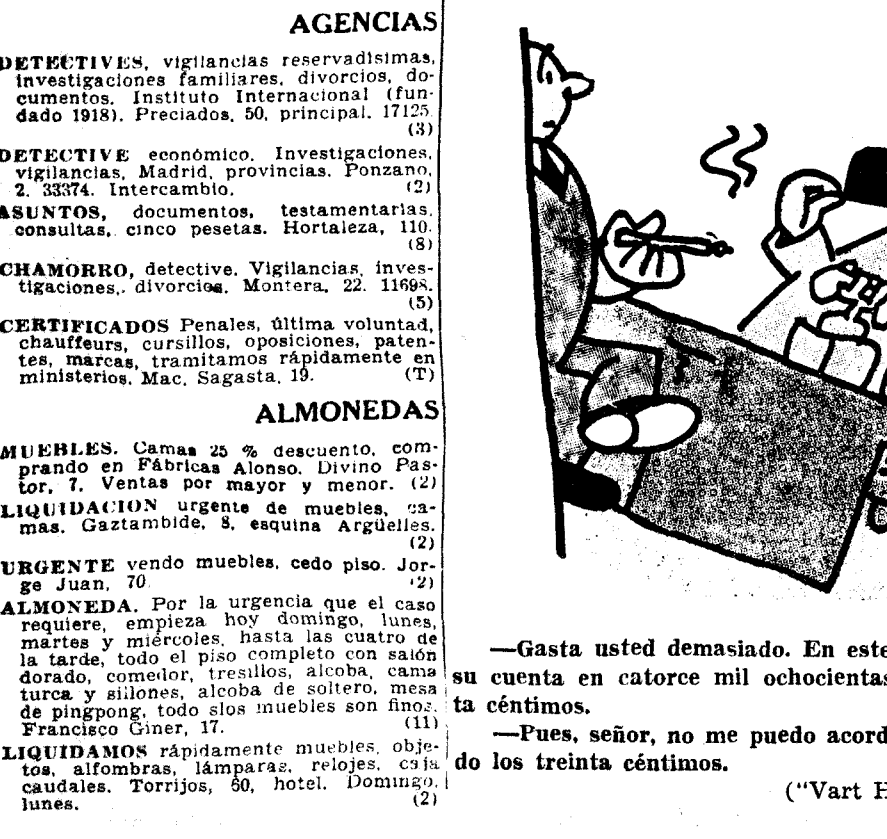 AGENCIAS
DETECTIVES, vigilancias reservadísimas,
investigaciones familiares, divorcios, do-
cumentos. Instituto Internacional (fun-
dado 1918). Preciados, 50, principal. 17125.
(3)
DETECTIVE económico. Investigaciones,
vigilancias, Madrid, provincias. Ponzano,
2. 33374. Intercambio. (2)
ASUNTOS, documentos, testamentarías,
consultas, cinco pesetas. Hortaleza, 110.
(8)
CHAMORRO, detective. Vigilancias, inves-
tigaciones, divorcios. Montera, 22. 11698.
(5)
CERTIFICADOS Penales, última voluntad,
chauffeurs, cursillos, oposiciones, paten-
tes, marcas, tramitamos rápidamente en
ministerios. Mac. Sagasta, 19. (T)
ALMONEDAS
MUEBLES. Camas 25 % descuento, com-
prando en Fábricas Alonso. Divino Pas-
tor, 7. Ventas por mayor y menor. (2)
LIQUIDACION urgente de muebles, ca-
mas. Gaztambide, 8, esquina Argüelles.
(2)
URGENTE vendo muebles, cedo piso. Jor-
ge Juan, 70. (2)
ALMONEDA. Por la urgencia que el caso
requiere, empieza hoy domingo, lunes,
martes y miércoles, hasta las cuatro de
la tarde, todo el piso completo con salón
dorado, comedor, tresillos, alcoba, cama
turca y sillones, alcoba de soltero, mesa
de pingpong, todo slos muebles son finos.
Francisco Giner, 17. (11)
LIQUIDAMOS rápidamente muebles, obje-
tos, alfombras, lámparas, relojes, caja
caudales. Torrijos, 60, hotel. Domingo,
lunes. (2)
—Gasta usted demasiado. En este
su cuenta en catorce mil ochocientas
ta céntimos.
—Pues, señor, no me puedo acord
do los treinta céntimos.
("Vart H